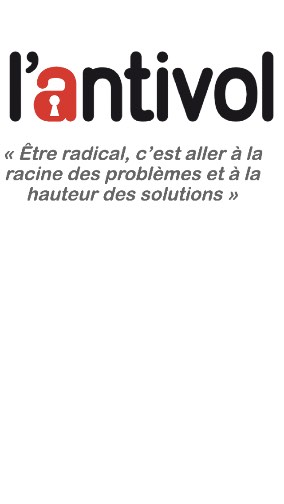 l'antivol
« Être radical, c'est aller à la
racine des problèmes et à la
hauteur des solutions »